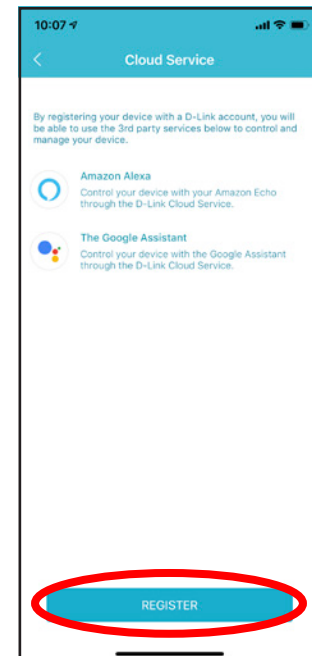 10:07
Cloud Service
By registering your device with a D-Link account, you will
be able to use the 3rd party services below to control and
manage your device.
Amazon Alexa
Control your device with your Amazon Echo
through the D-Link Cloud Service.
The Google Assistant
Control your device with the Google Assistant
through the D-Link Cloud Service.
REGISTER